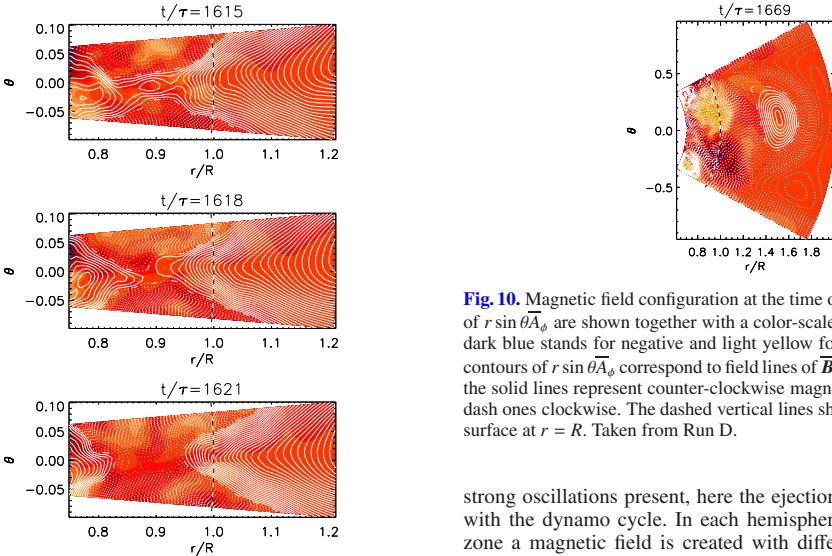 t/τ=1615
0.10
0.05
0.00
−0.05
θ
0.8 0.9 1.0 1.1 1.2
r/R
t/τ=1618
0.10
0.05
0.00
−0.05
θ
0.8 0.9 1.0 1.1 1.2
r/R
t/τ=1621
0.10
0.05
0.00
−0.05
θ
0.8 0.9 1.0 1.1 1.2
r/R
t/τ=1669
0.5
0.0
−0.5
θ
0.8 1.0 1.2 1.4 1.6 1.8
r/R
Fig. 10. Magnetic field configuration at the time o
of r sin θA̅ϕ are shown together with a color-scale
dark blue stands for negative and light yellow fo
contours of r sin θA̅ϕ correspond to field lines of B̅
the solid lines represent counter-clockwise magn
dash ones clockwise. The dashed vertical lines sh
surface at r = R. Taken from Run D.
strong oscillations present, here the ejection
with the dynamo cycle. In each hemispher
zone a magnetic field is created with diffe